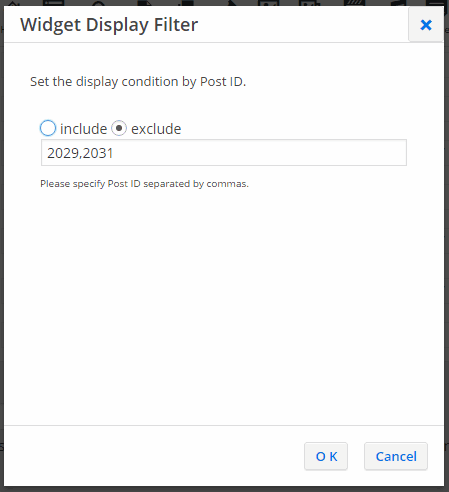 Widget Display Filter
Set the display condition by Post ID.
include exclude
2029,2031
Please specify Post ID separated by commas.
O K Cancel